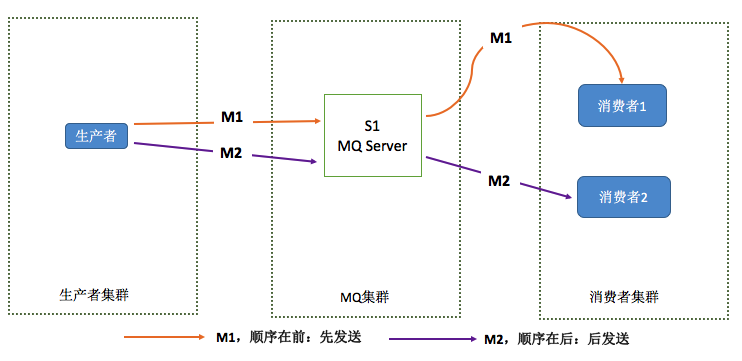 M1
M1
S1
MQ Server
消费者1
生产者
M2
M2
消费者2
生产者集群
MQ集群
消费者集群
M1，顺序在前：先发送
M2，顺序在后：后发送